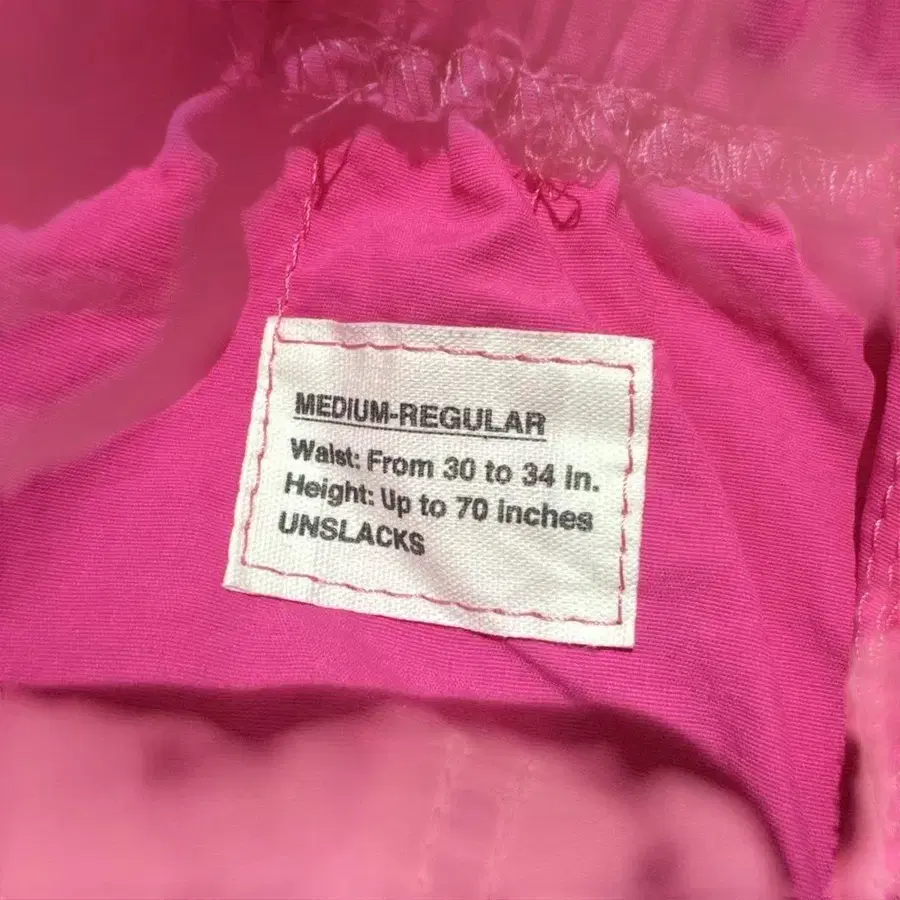 MEDIUM-REGULAR
Waist: From 30 to 34 in.
Height: Up to 70 inches
UNSLACKS